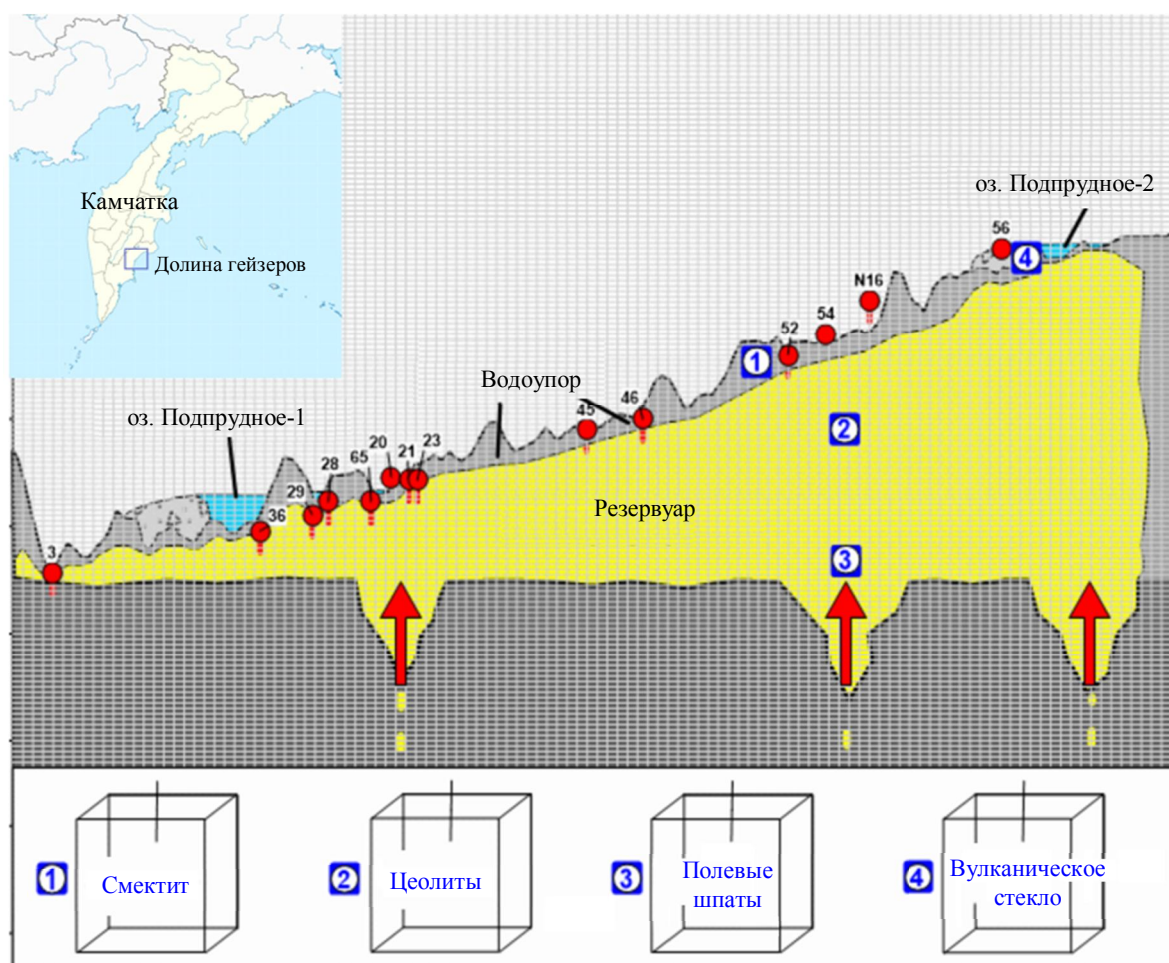 Камчатка
Долина гейзеров
оз. Подпрудное-2
56
4
N16
54
52
1
Водоупор
46
45
2
оз. Подпрудное-1
20
21
23
65
28
29
36
Резервуар
3
3
1
Смектит
2
Цеолиты
3
Полевые
шпаты
4
Вулканическое
стекло